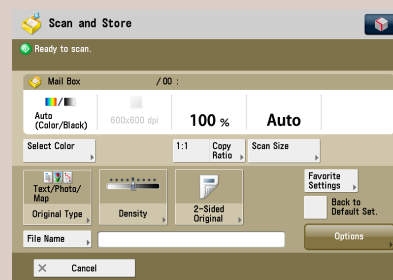 Scan and Store
Ready to scan.
Mail Box /00 :
Auto
(Color/Black)
600x600 dpi
100 %
Auto
Select Color
1:1 Copy
Ratio
Scan Size
Text/Photo/
Map
Original Type
Density
2-Sided
Original
Favorite
Settings
Back to
Default Set.
File Name
Options
Cancel